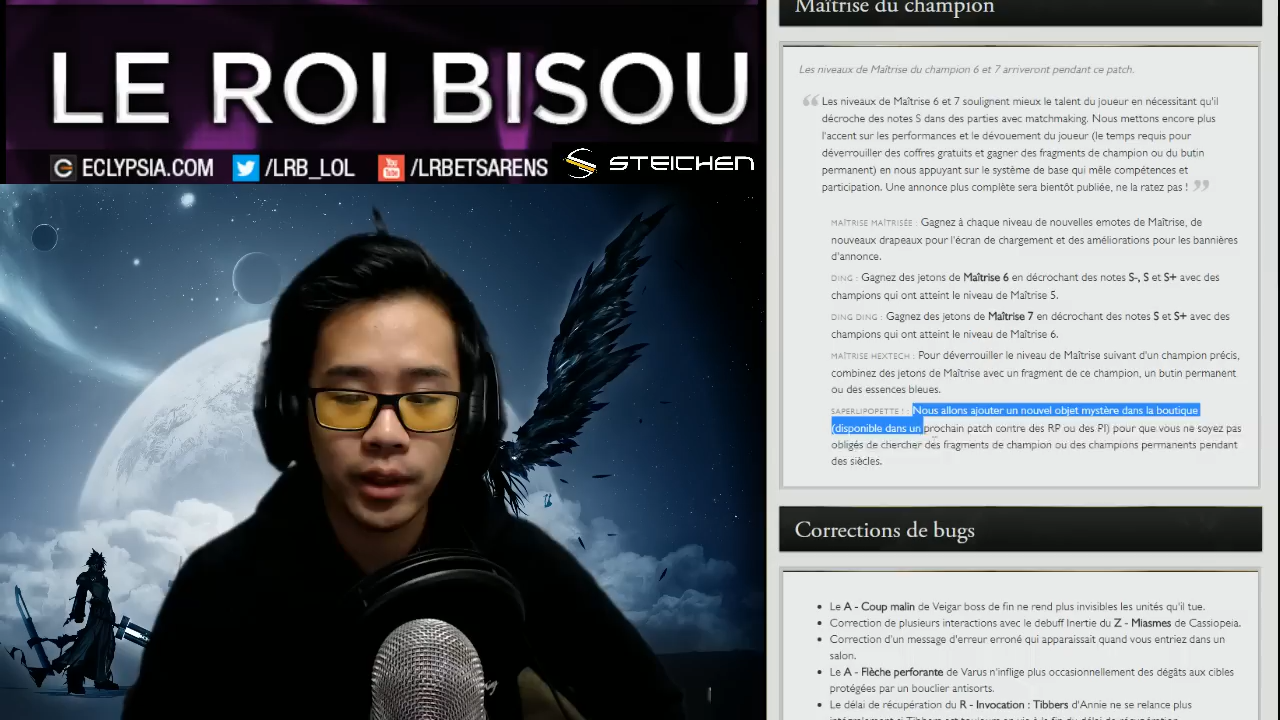 LE ROI BISOU
ECLYPSIA.COM /LRB_LOL /LRBETSARENS STEICHEN
Maîtrise du champion
Les niveaux de Maîtrise du champion 6 et 7 arriveront pendant ce patch.
Les niveaux de Maîtrise 6 et 7 soulignent mieux le talent du joueur en nécessitant qu'il
décroche des notes S dans des parties avec matchmaking. Nous mettons encore plus
l'accent sur les performances et le dévouement du joueur (le temps requis pour
déverrouiller des coffres gratuits et gagner des fragments de champion ou du butin
permanent) en nous appuyant sur le système de base qui mêle compétences et
participation. Une annonce plus complète sera bientôt publiée, ne la ratez pas !
MAÎTRISE MAÎTRISÉE : Gagnez à chaque niveau de nouvelles emotes de Maîtrise, de
nouveaux drapeaux pour l'écran de chargement et des améliorations pour les bannières
d'annonce.
DING : Gagnez des jetons de Maîtrise 6 en décrochant des notes S-, S et S+ avec des
champions qui ont atteint le niveau de Maîtrise 5.
DING DING : Gagnez des jetons de Maîtrise 7 en décrochant des notes S et S+ avec des
champions qui ont atteint le niveau de Maîtrise 6.
MAÎTRISE HEXTECH : Pour déverrouiller le niveau de Maîtrise suivant d'un champion précis,
combinez des jetons de Maîtrise avec un fragment de ce champion, un butin permanent
ou des essences bleues.
SAPERLIPOPETTE ! : Nous allons ajouter un nouvel objet mystère dans la boutique
(disponible dans un prochain patch contre des RP ou des PI) pour que vous ne soyez pas
obligés de chercher des fragments de champion ou des champions permanents pendant
des siècles.
Corrections de bugs
Le A - Coup malin de Veigar boss de fin ne rend plus invisibles les unités qu'il tue.
Correction de plusieurs interactions avec le debuff Inertie du Z - Miasmes de Cassiopeia.
Correction d'un message d'erreur erroné qui apparaissait quand vous entriez dans un
salon.
Le A - Flèche perforante de Varus n'inflige plus occasionnellement des dégâts aux cibles
protégées par un bouclier antisorts.
Le délai de récupération du R - Invocation : Tibbers d'Annie ne se relance plus
intégralement si Tibbers est toujours en vie à la fin du délai de récupération.